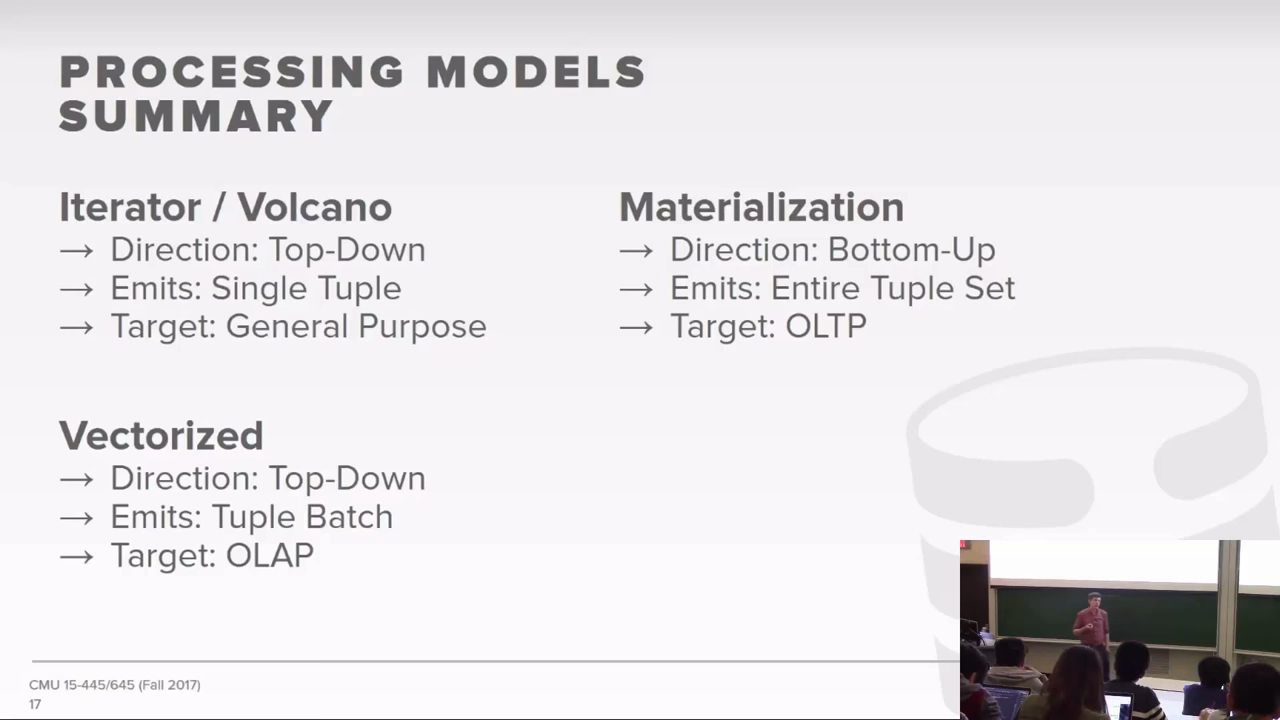 PROCESSING MODELS
SUMMARY
Iterator / Volcano
→ Direction: Top-Down
→ Emits: Single Tuple
→ Target: General Purpose
Materialization
→ Direction: Bottom-Up
→ Emits: Entire Tuple Set
→ Target: OLTP
Vectorized
→ Direction: Top-Down
→ Emits: Tuple Batch
→ Target: OLAP
CMU 15-445/645 (Fall 2017)
17